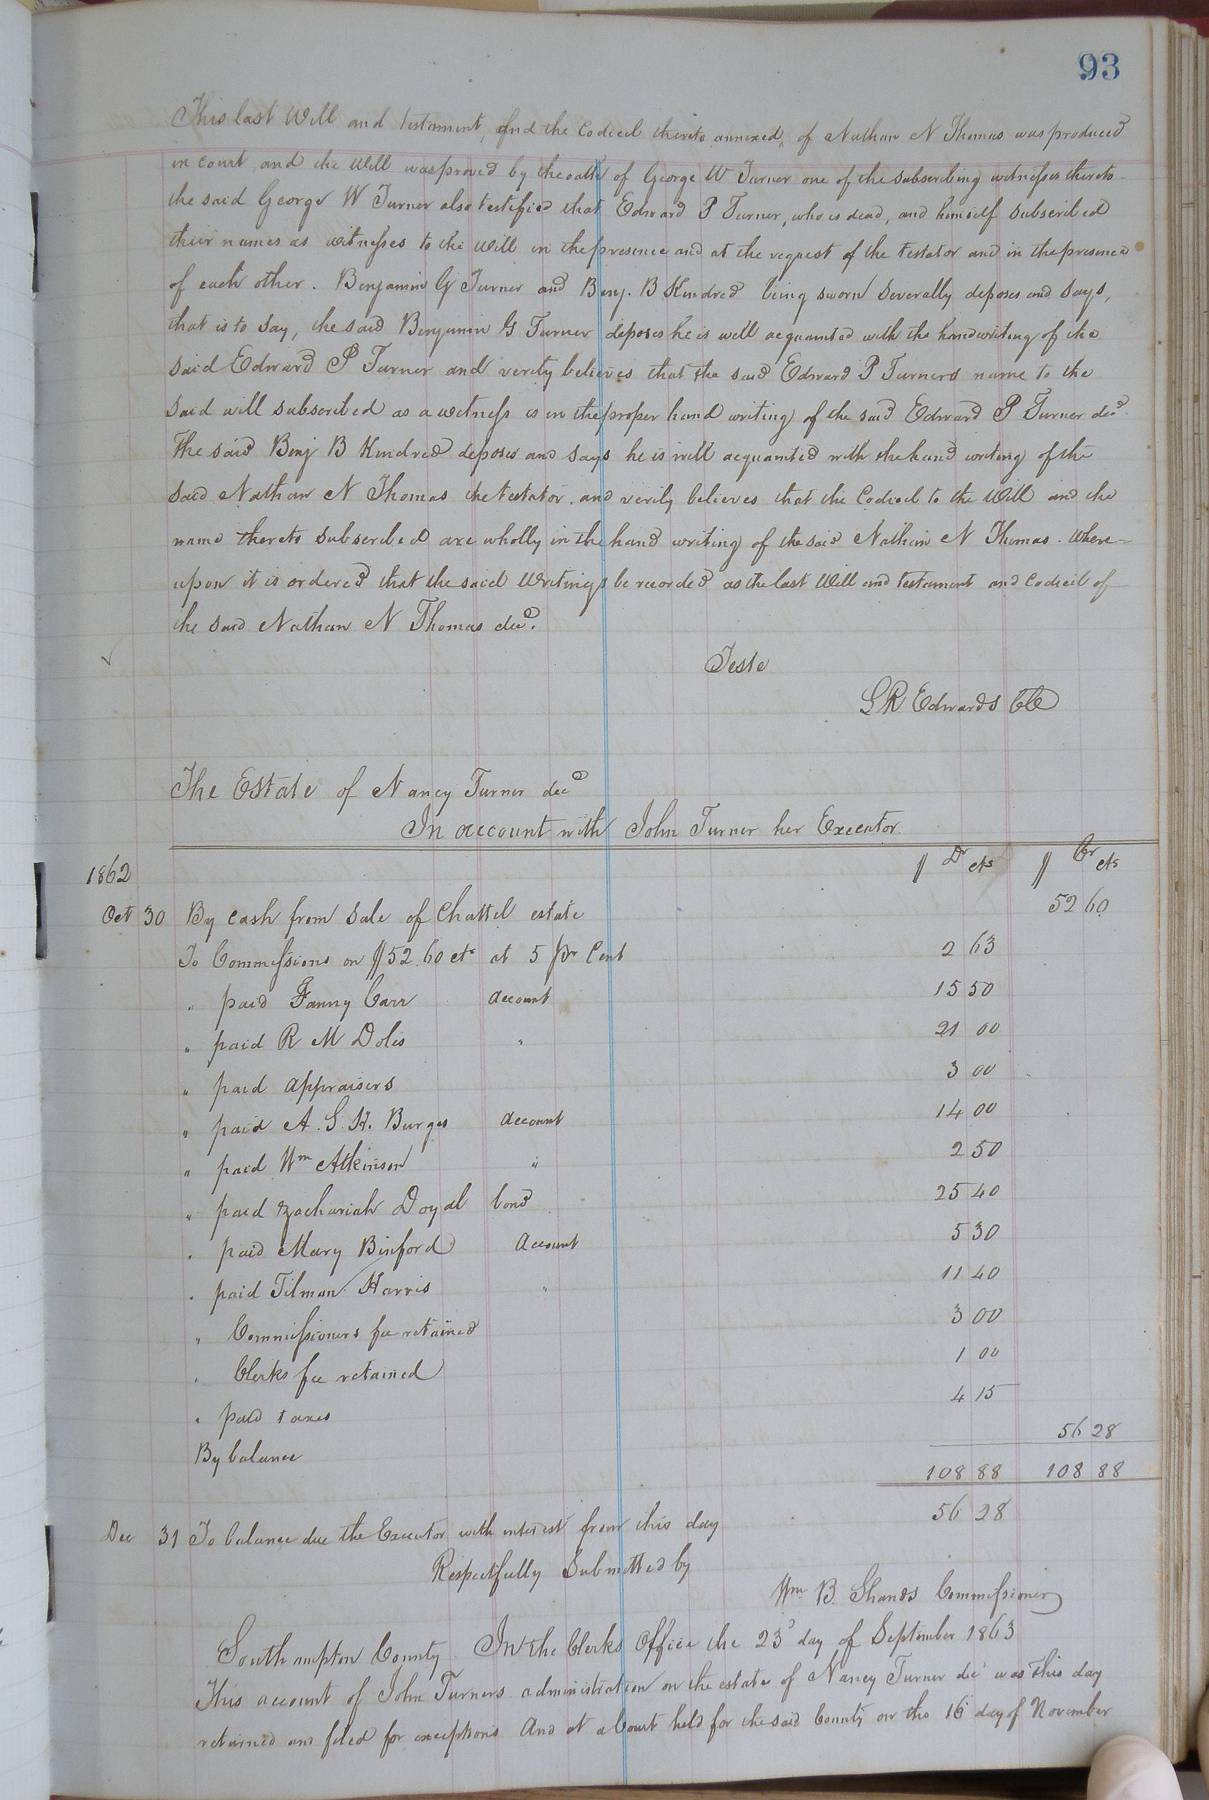 93
This last Will and testament, and the Codicil thereto annexed, of Nathan N Thomas was produced
in Court and the Will was proved by the oath of George W Turner one of the subscribing witnesses thereto
the said George W Turner also testified that Edward P Turner, who is dead, and himself subscribed
their names as witnesses to the Will in the presence and at the request of the testator and in the presence
of each other. Benjamin G Turner and Benj. B Kindred being sworn severally deposes and says,
that is to say, the said Benjamin G Turner deposes he is well acquainted with the handwriting of the
said Edward P Turner and verily believes that the said Edward P Turners name to the
said will subscribed as a witness is in the proper hand writing of the said Edward P Turner decd.
The said Benj B Kindred deposes and says he is well acquainted with the hand writing of the
said Nathan N Thomas the testator and verily believes that the Codicil to the Will and the
name thereto subscribed are wholly in the hand writing of the said Nathan N Thomas. Where-
upon it is ordered that the said Writings be recorded as the last Will and testament and Codicil of
the said Nathan N Thomas decd.
Teste
L R Edwards CC
The Estate of Nancy Turner decd
In account with John Turner her Executor
1862 $ Dr cts $ Cr cts
Oct 30 By cash from sale of Chattel estate 52 60
To Commissions on $52.60 cts at 5 pr Cent 2 63
" paid Fanny Carr account 15 50
" paid R M Doles " 21 00
" paid appraisers 3 00
" paid A. S. H. Burges account 14 00
" paid Wm Atkinson " 2 50
" paid Zachariah Doyal bond 25 40
" paid Mary Binford Account 5 30
" paid Tilman Harris " 11 40
" Commissioners fee retained 3 00
" Clerks fee retained 1 00
" paid taxes 4 15
By balance 56 28
108 88 108 88
Dec 31 To balance due the Executor with interest from this day 56 28
Respectfully Submitted by
Wm B. Shands Commissioner
Southampton County In the Clerks Office the 23d day of September 1863
This account of John Turners administration on the estate of Nancy Turner decd was this day
returned and filed for exceptions And at a Court held for the said County on the 16 day of November